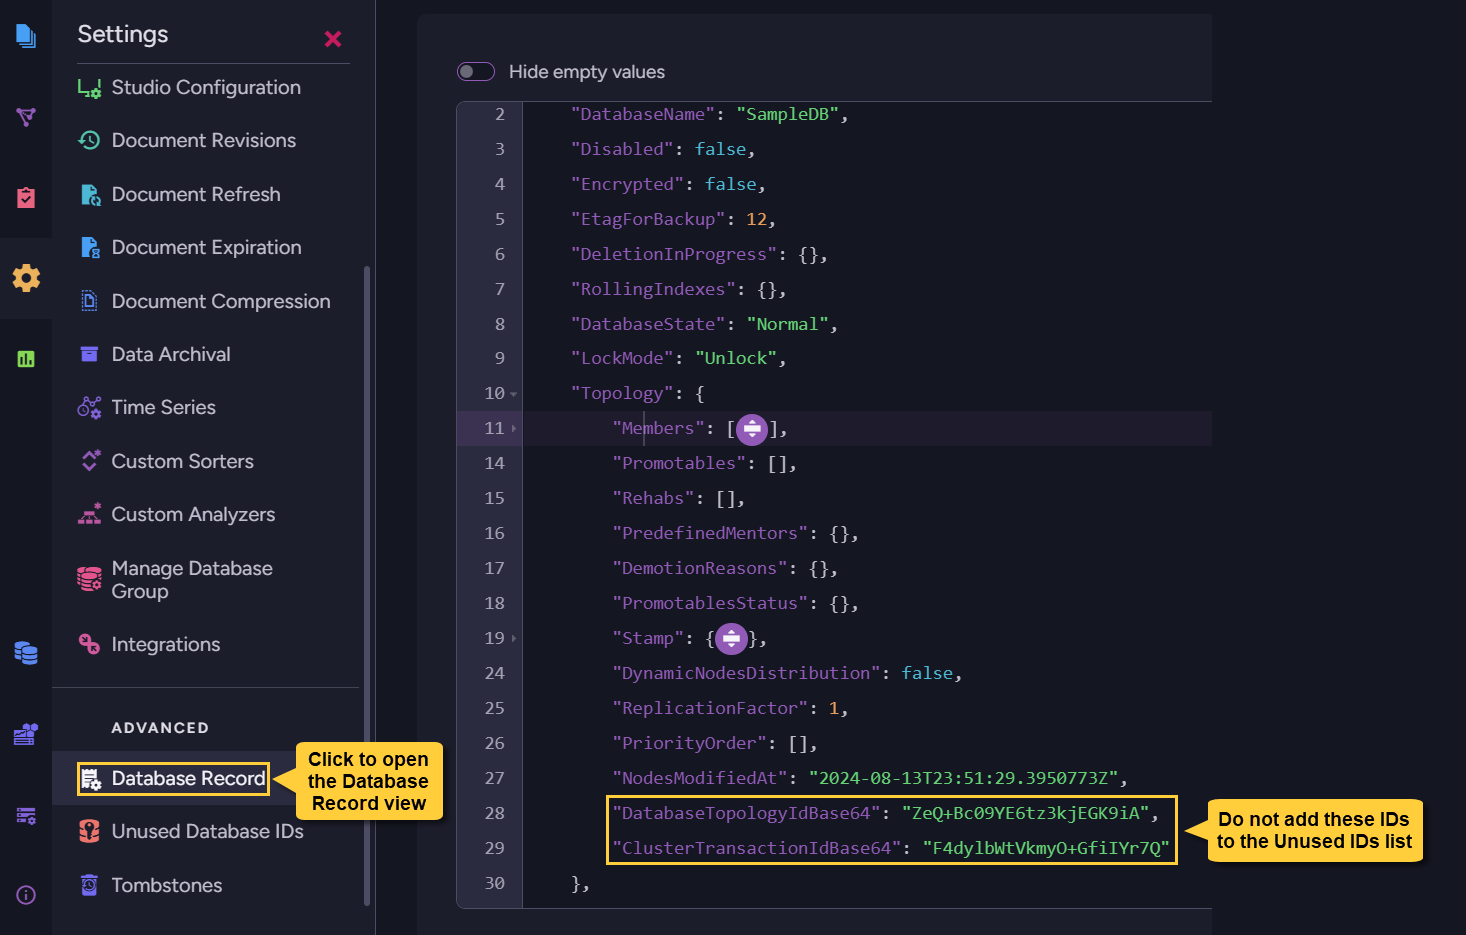 Settings
Studio Configuration
Document Revisions
Document Refresh
Document Expiration
Document Compression
Data Archival
Time Series
Custom Sorters
Custom Analyzers
Manage Database
Group
Integrations
ADVANCED
Database Record
Unused Database IDs
Tombstones
Click to open
the Database
Record view
Hide empty values
2 "DatabaseName": "SampleDB",
3 "Disabled": false,
4 "Encrypted": false,
5 "EtagForBackup": 12,
6 "DeletionInProgress": {},
7 "RollingIndexes": {},
8 "DatabaseState": "Normal",
9 "LockMode": "Unlock",
10 "Topology": {
11 "Members": [],
14 "Promotables": [],
15 "Rehabs": [],
16 "PredefinedMentors": {},
17 "DemotionReasons": {},
18 "PromotablesStatus": {},
19 "Stamp": {},
24 "DynamicNodesDistribution": false,
25 "ReplicationFactor": 1,
26 "PriorityOrder": [],
27 "NodesModifiedAt": "2024-08-13T23:51:29.3950773Z",
28 "DatabaseTopologyIdBase64": "ZeQ+Bc09YE6tz3kjEGK9iA",
29 "ClusterTransactionIdBase64": "F4dylbWtVkmyO+GfiIYr7Q"
30 },
Do not add these IDs
to the Unused IDs list